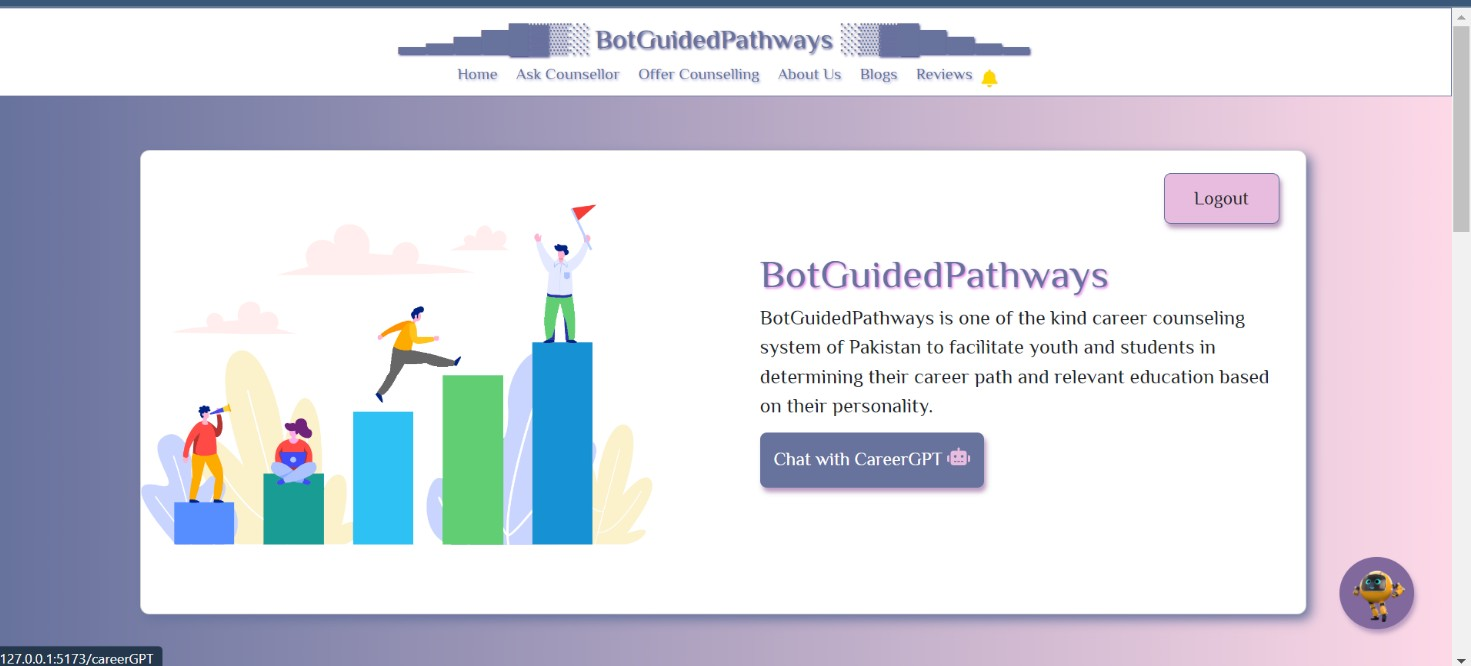 BotGuidedPathways
Home Ask Counsellor Offer Counselling About Us Blogs Reviews
Logout
BotGuidedPathways
BotGuidedPathways is one of the kind career counseling
system of Pakistan to facilitate youth and students in
determining their career path and relevant education based
on their personality.
Chat with CareerGPT
127.0.0.1:5173/careerGPT